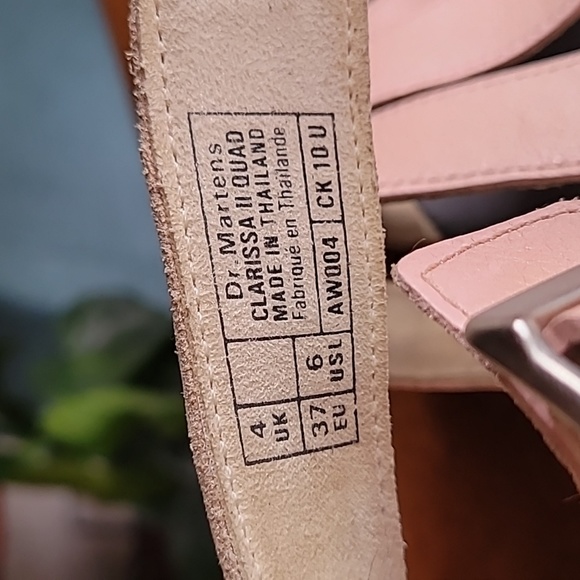 Dr. Martens
CLARISSA II QUAD
MADE IN THAILAND
Fabriqué en Thaïlande
AW004 CK 10 U
6
USL
4
UK
37
EU